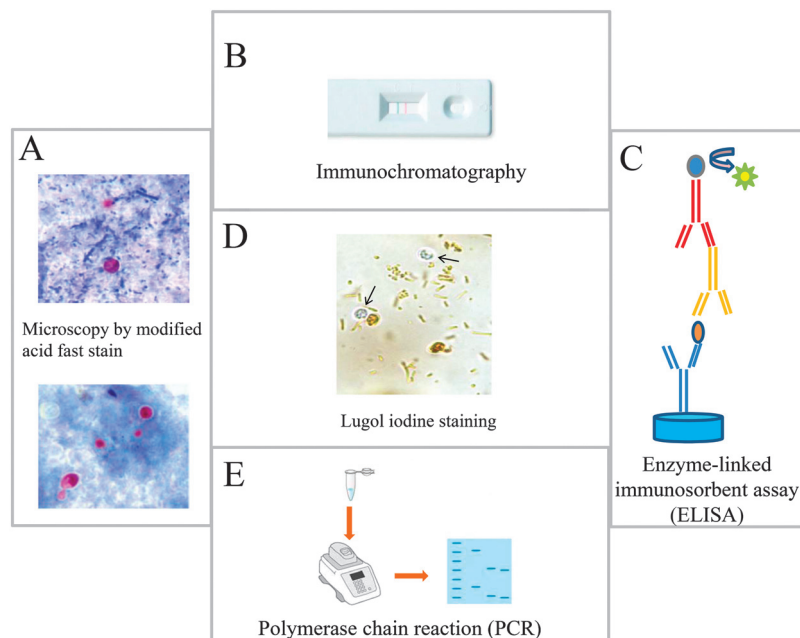 A
Microscopy by modified
acid fast stain
B
Immunochromatography
C
Enzyme-linked
immunosorbent assay
(ELISA)
D
Lugol iodine staining
E
Polymerase chain reaction (PCR)